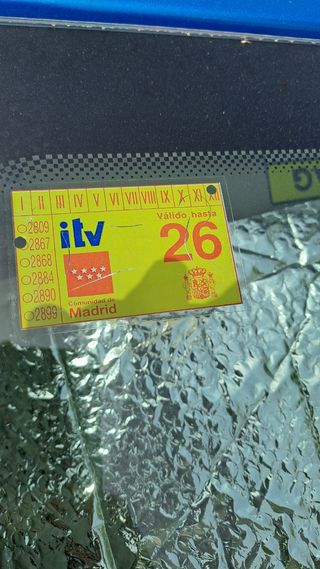 I II III IV V VI VII VIII IX X XI XII
2609
2867
2868
2884
2890
2899
itv
Válido hasta
26
Comunidad de
Madrid